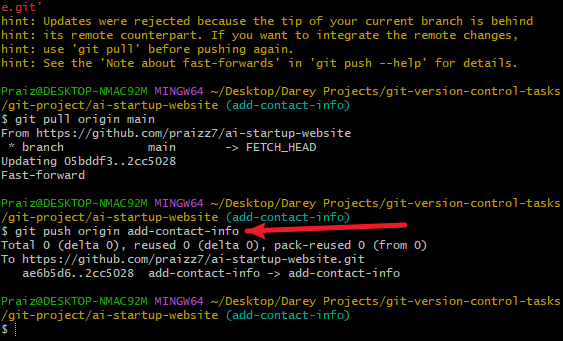 e.git'
hint: Updates were rejected because the tip of your current branch is behind
hint: its remote counterpart. If you want to integrate the remote changes,
hint: use 'git pull' before pushing again.
hint: See the 'Note about fast-forwards' in 'git push --help' for details.
Praiz@DESKTOP-NMAC92M MINGW64 ~/Desktop/Darey Projects/git-version-control-tasks
/git-project/ai-startup-website (add-contact-info)
$ git pull origin main
From https://github.com/praizz7/ai-startup-website
 * branch            main       -> FETCH_HEAD
Updating 05bddf3..2cc5028
Fast-forward
Praiz@DESKTOP-NMAC92M MINGW64 ~/Desktop/Darey Projects/git-version-control-tasks
/git-project/ai-startup-website (add-contact-info)
$ git push origin add-contact-info
Total 0 (delta 0), reused 0 (delta 0), pack-reused 0 (from 0)
To https://github.com/praizz7/ai-startup-website.git
   ae6b5d6..2cc5028  add-contact-info -> add-contact-info
Praiz@DESKTOP-NMAC92M MINGW64 ~/Desktop/Darey Projects/git-version-control-tasks
/git-project/ai-startup-website (add-contact-info)
$